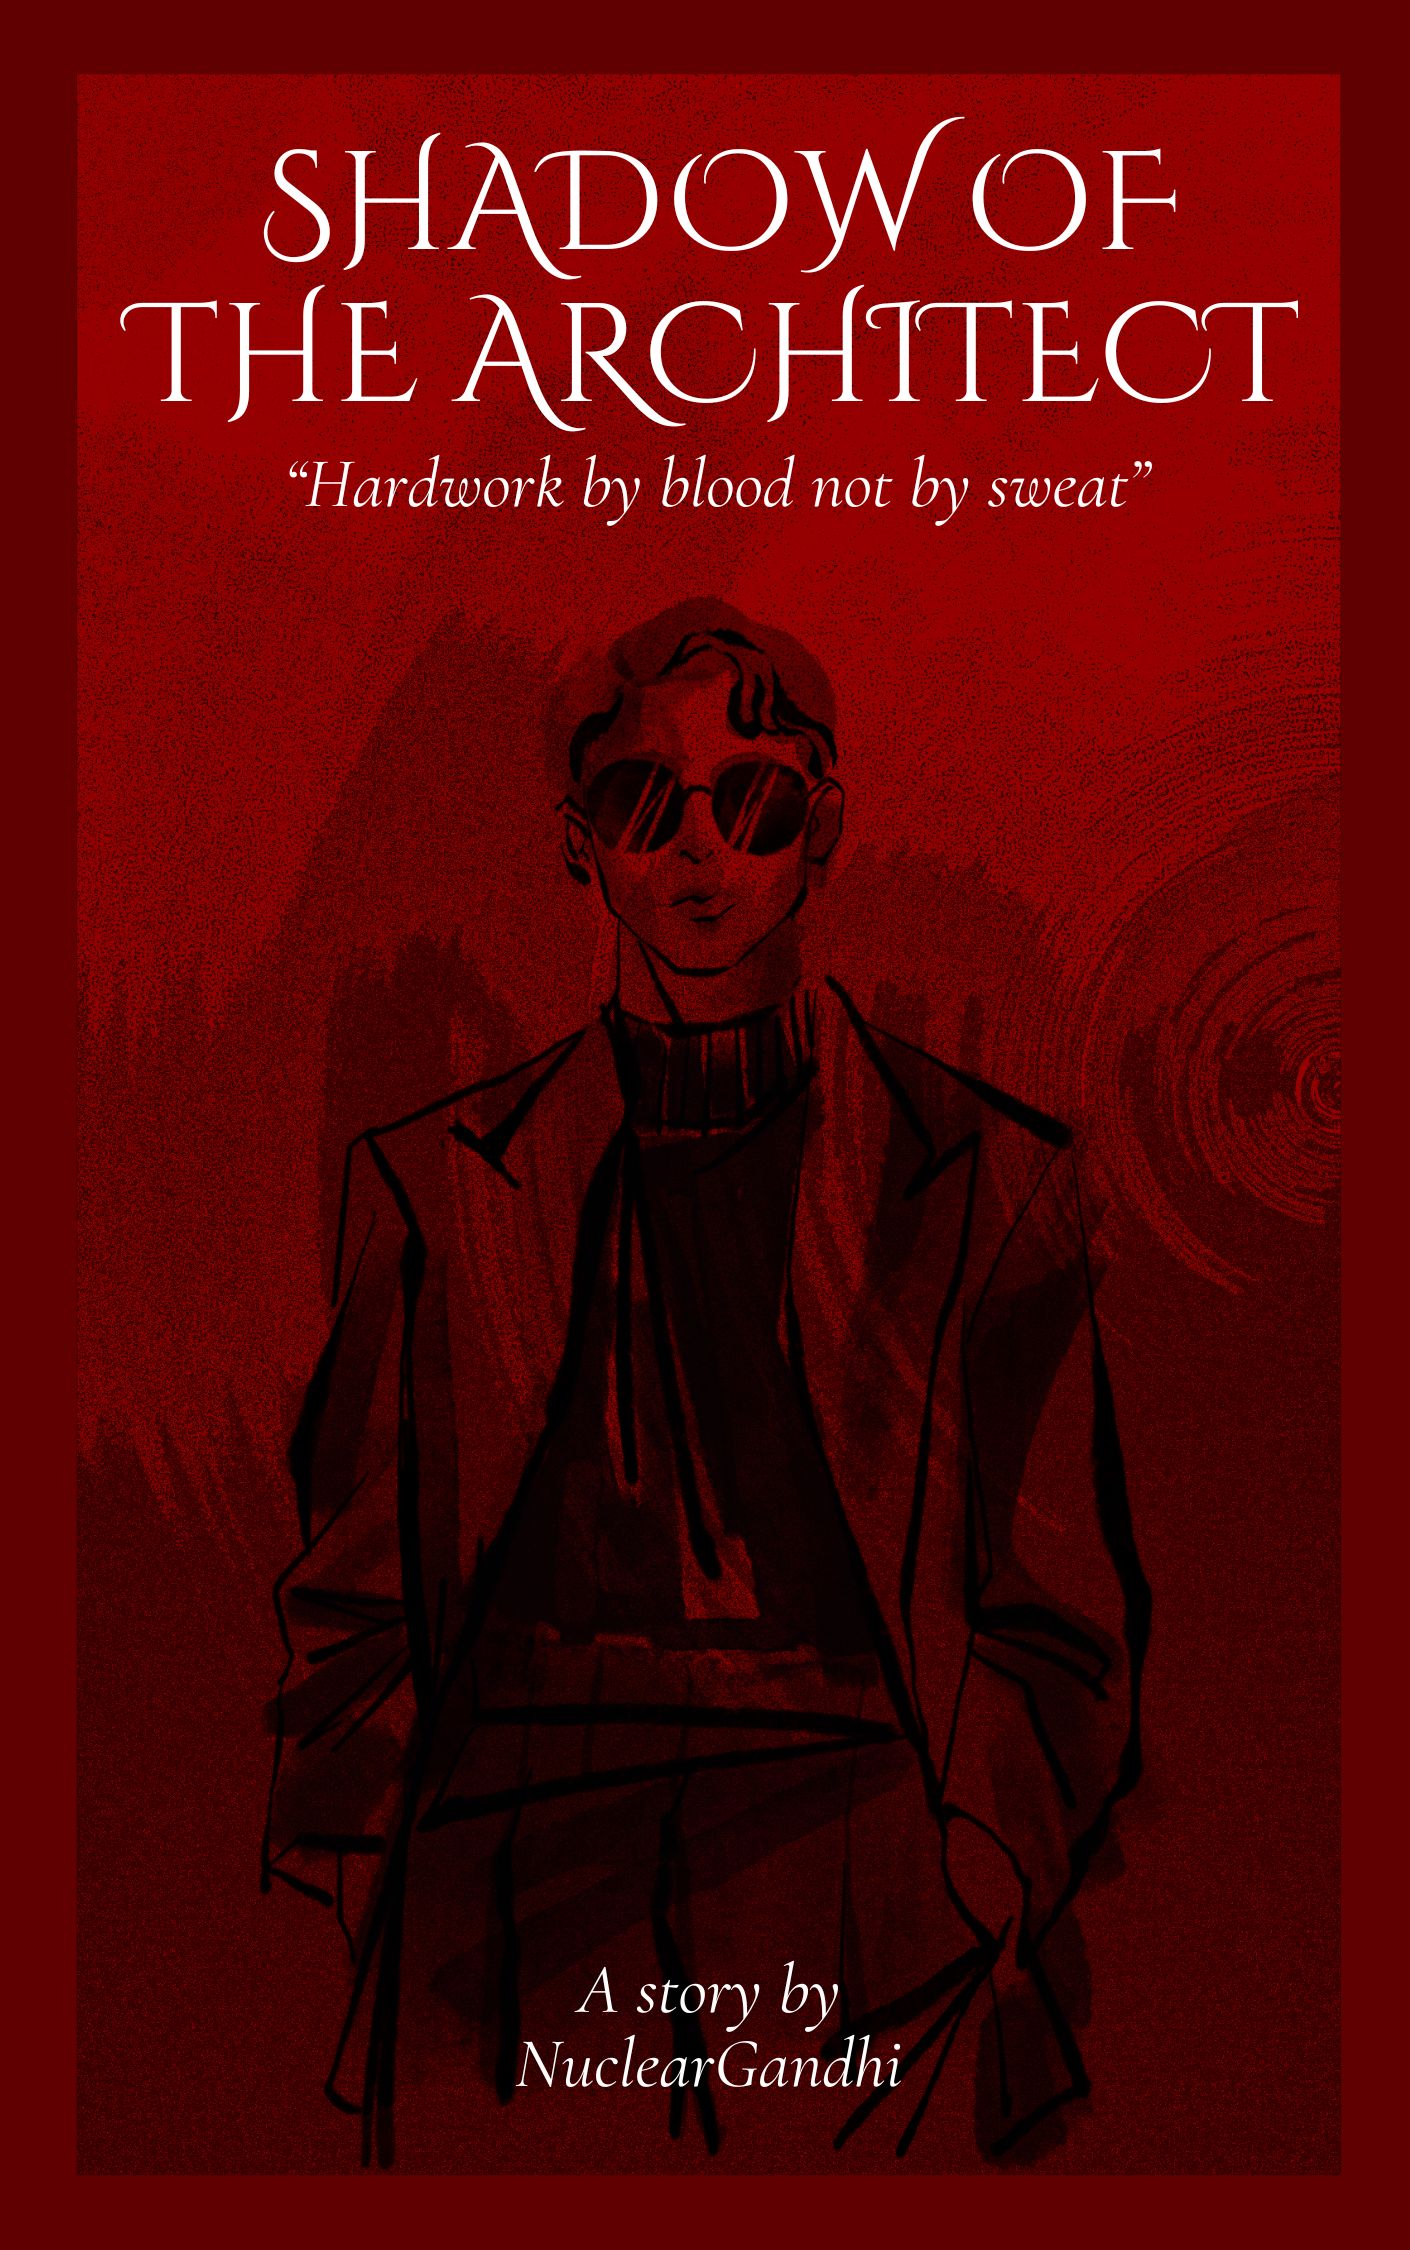 SHADOW OF
THE ARCHITECT
“Hardwork by blood not by sweat”
A story by
NuclearGandhi